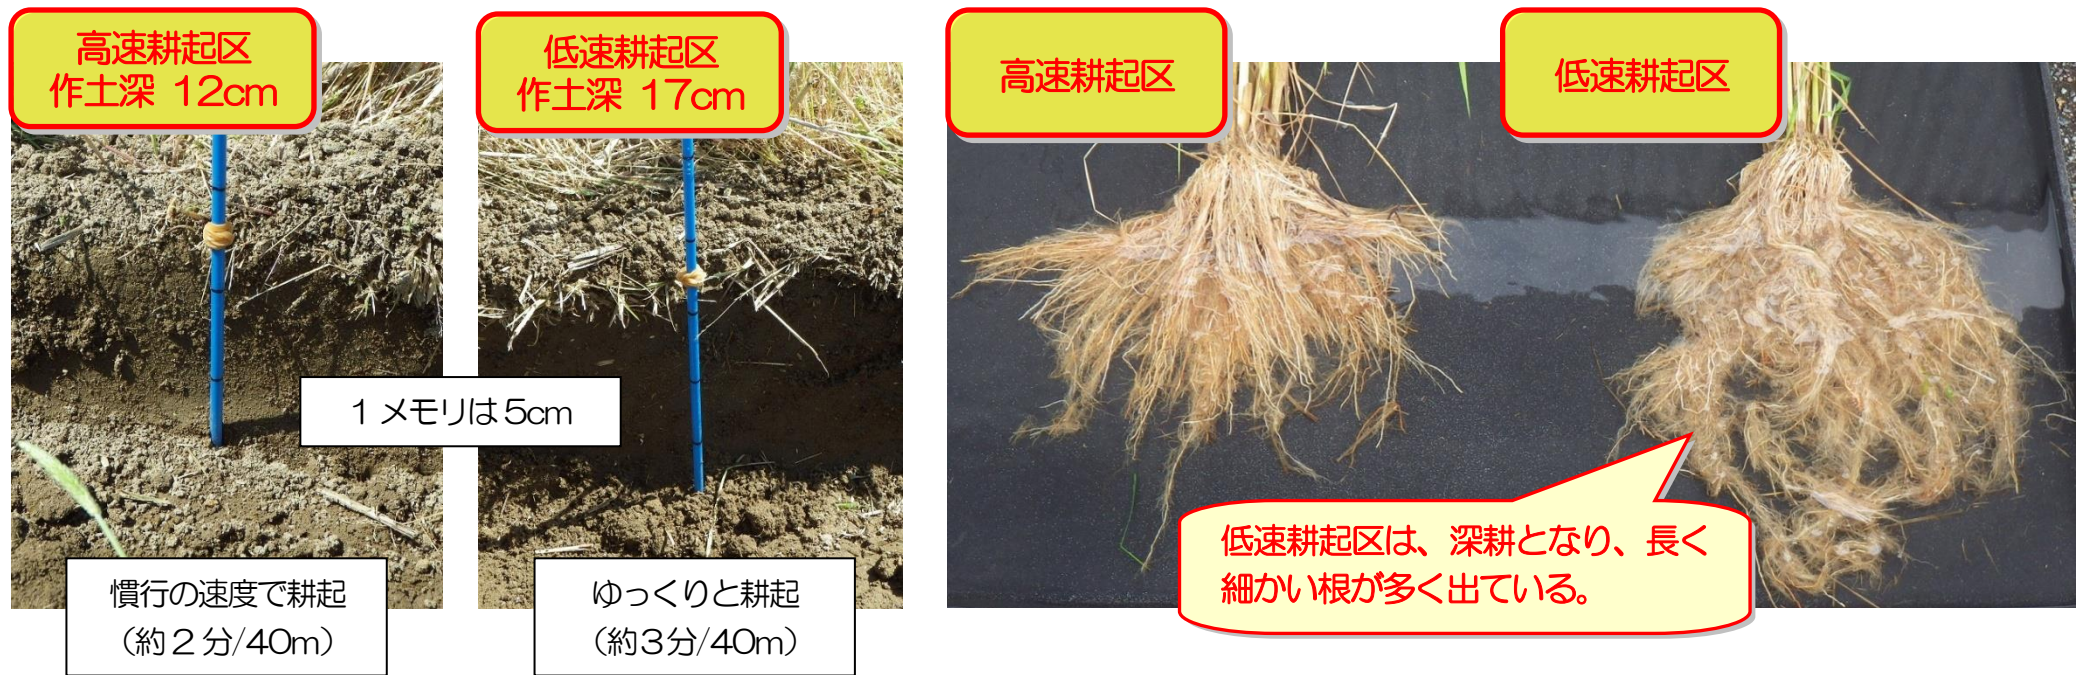 高速耕起区
作土深 12cm
低速耕起区
作土深 17cm
1メモリは5cm
慣行の速度で耕起
（約2分/40m）
ゆっくりと耕起
（約3分/40m）
高速耕起区
低速耕起区
低速耕起区は、深耕となり、長く
細かい根が多く出ている。